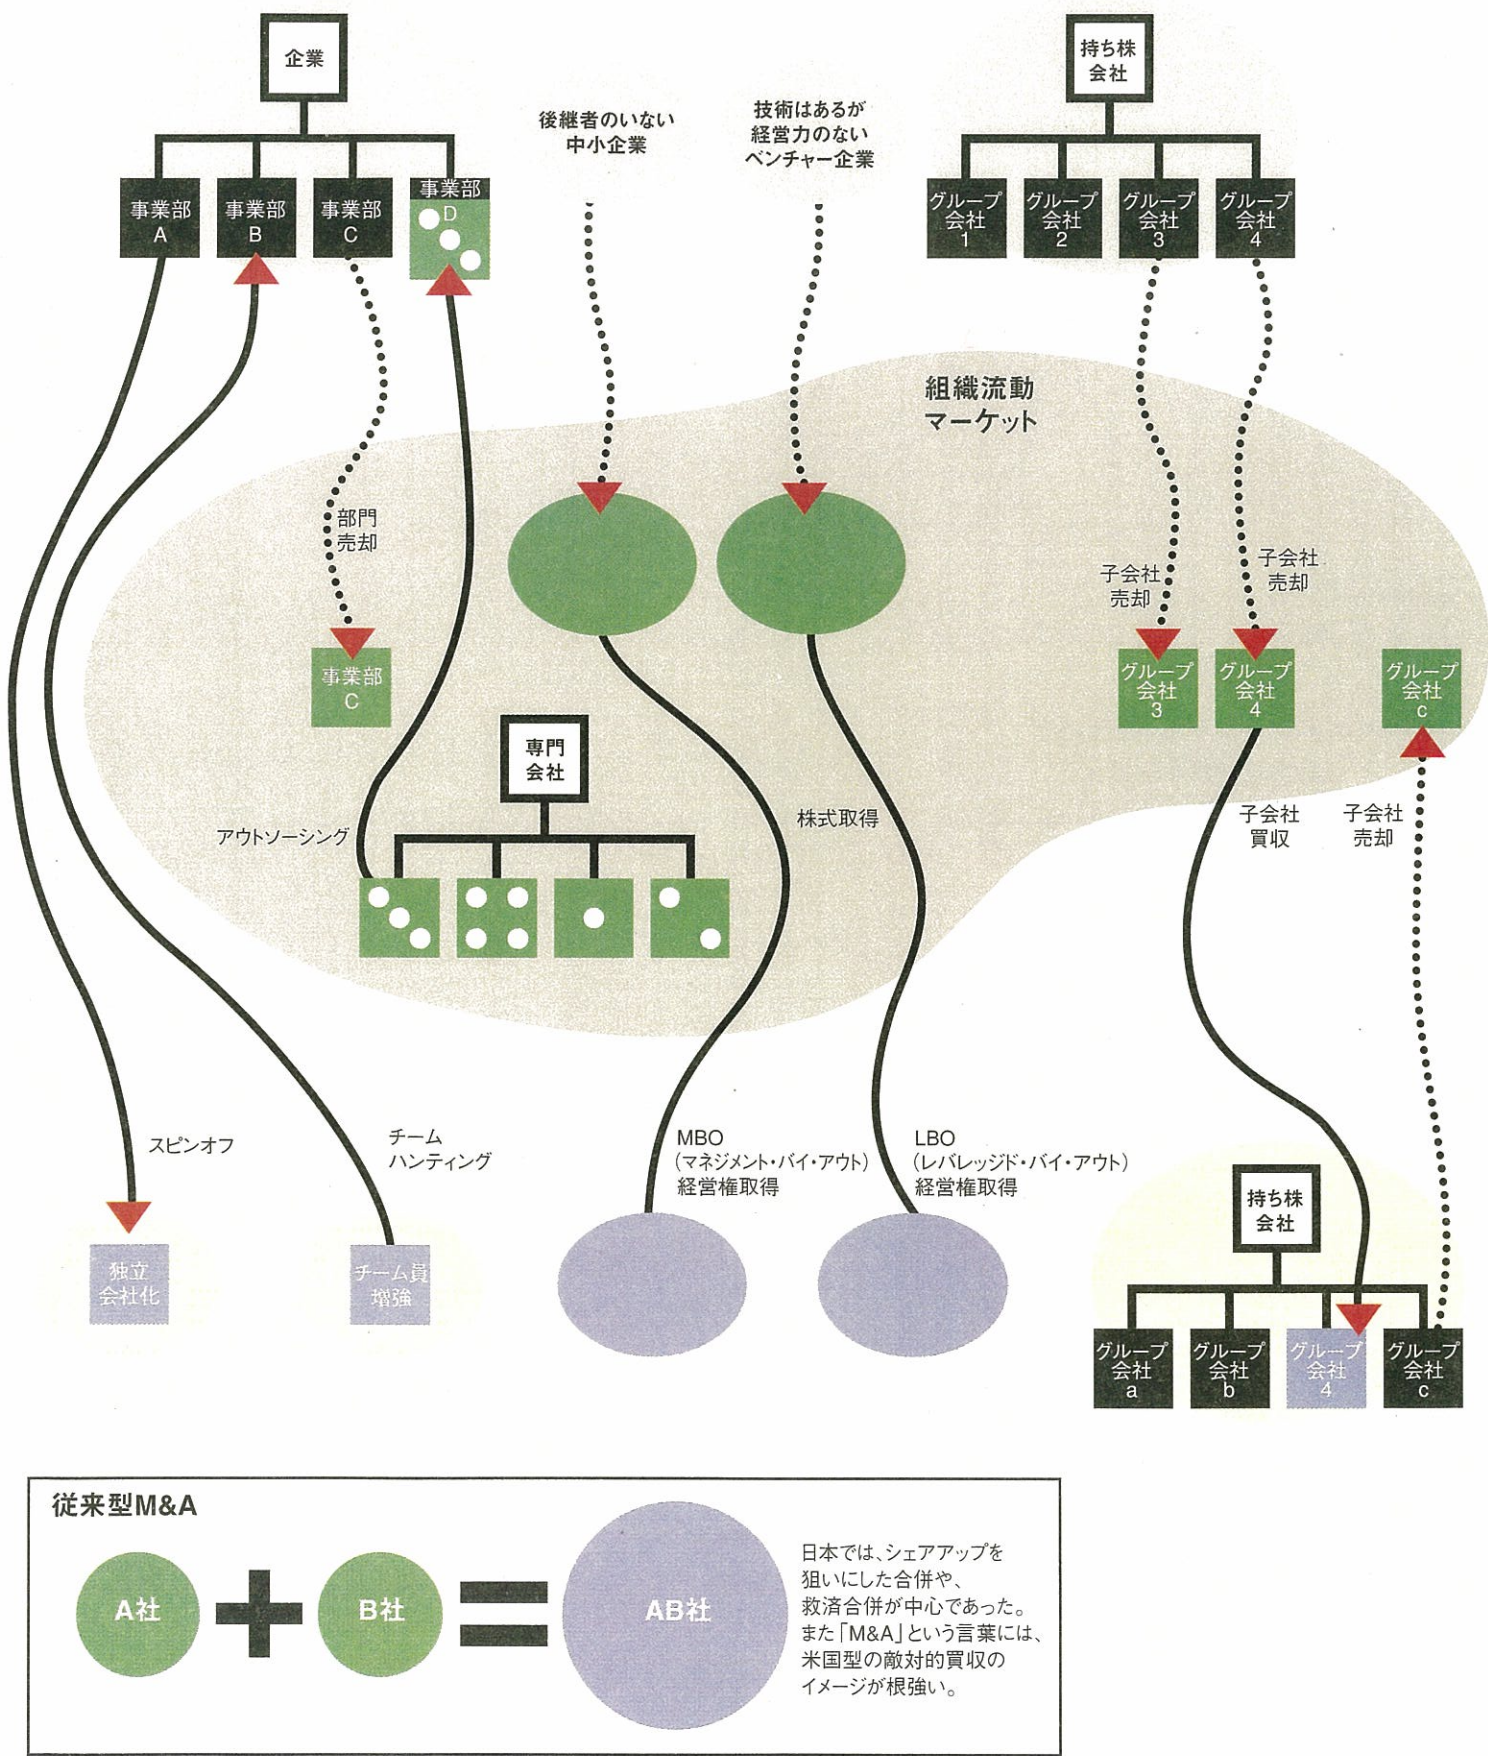 企業
事業部
A
事業部
B
事業部
C
事業部
D
後継者のいない
中小企業
技術はあるが
経営力のない
ベンチャー企業
持ち株
会社
グループ
会社
1
グループ
会社
2
グループ
会社
3
グループ
会社
4
組織流動
マーケット
部門
売却
子会社
売却
子会社
売却
事業部
C
グループ
会社
3
グループ
会社
4
グループ
会社
c
専門
会社
アウトソーシング
株式取得
子会社
買収
子会社
売却
スピンオフ
チーム
ハンティング
MBO
(マネジメント・バイ・アウト)
経営権取得
LBO
(レバレッジド・バイ・アウト)
経営権取得
独立
会社化
チーム員
増強
持ち株
会社
グループ
会社
a
グループ
会社
b
グループ
会社
4
グループ
会社
c
従来型M&A
A社
B社
AB社
日本では、シェアアップを
狙いにした合併や、
救済合併が中心であった。
また「M&A」という言葉には、
米国型の敵対的買収の
イメージが根強い。